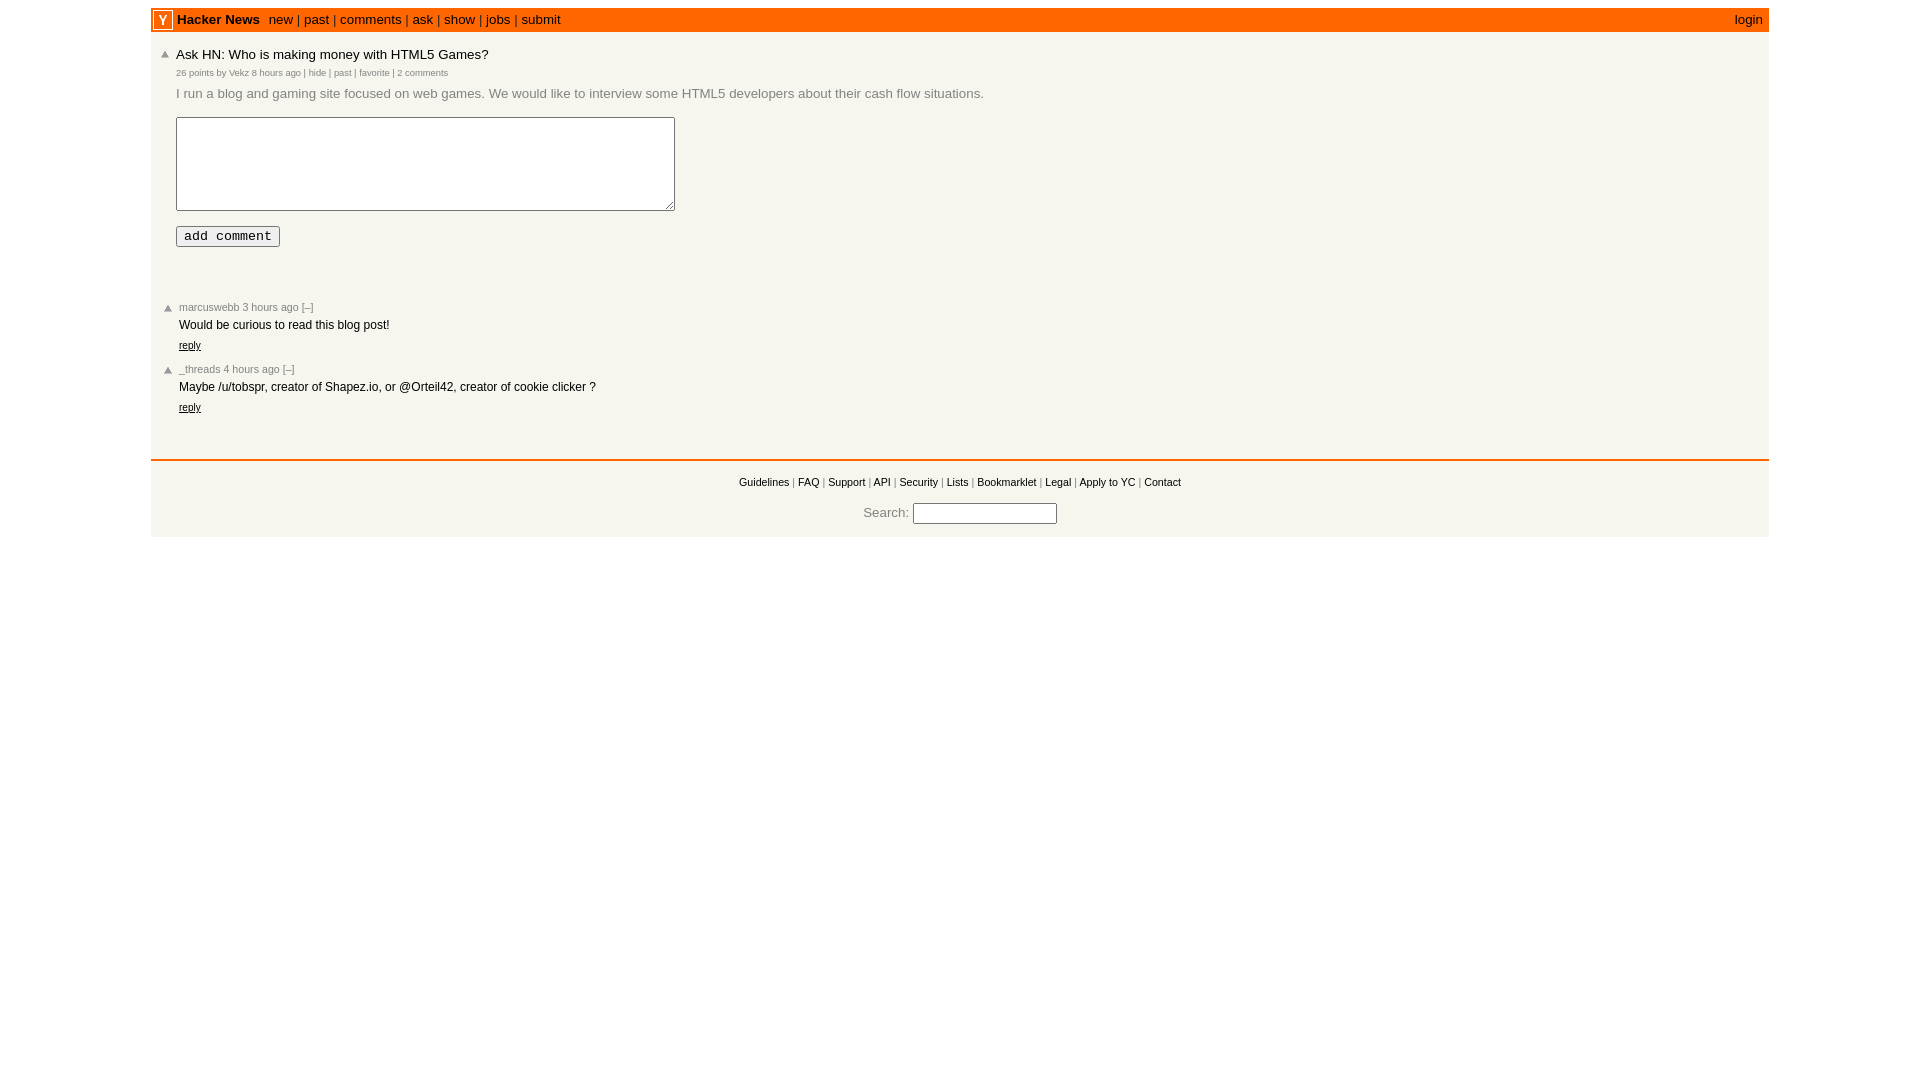 Y Hacker News new | past | comments | ask | show | jobs | submit login
Ask HN: Who is making money with HTML5 Games?
26 points by Vekz 8 hours ago | hide | past | favorite | 2 comments
I run a blog and gaming site focused on web games. We would like to interview some HTML5 developers about their cash flow situations.
add comment
marcuswebb 3 hours ago [–]
Would be curious to read this blog post!
reply
_threads 4 hours ago [–]
Maybe /u/tobspr, creator of Shapez.io, or @Orteil42, creator of cookie clicker ?
reply
Guidelines | FAQ | Support | API | Security | Lists | Bookmarklet | Legal | Apply to YC | Contact
Search: